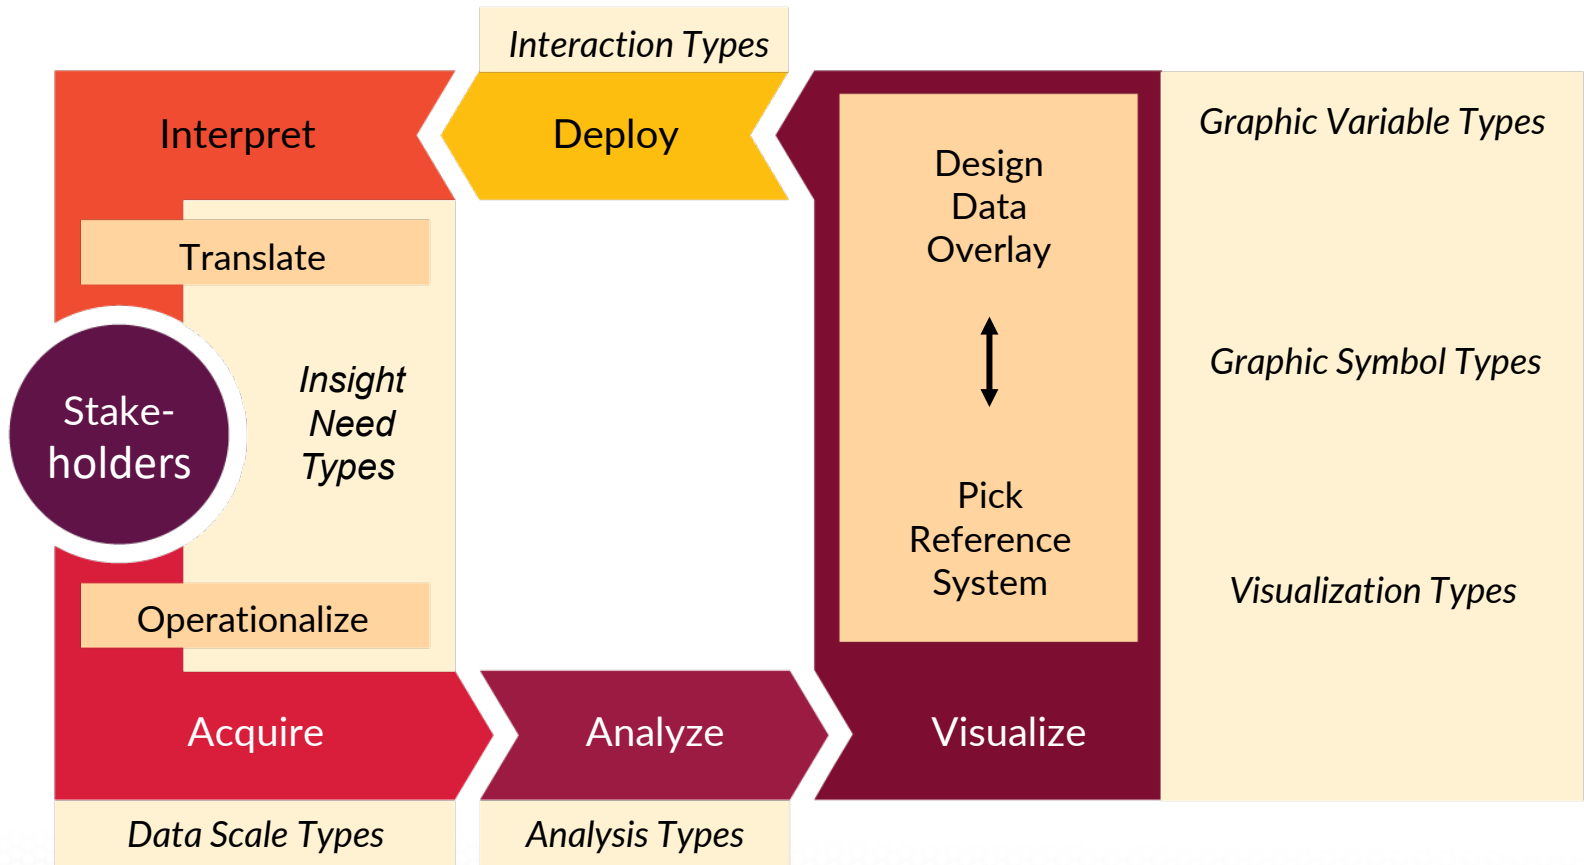 Interaction Types
Interpret
Deploy
Graphic Variable Types
Design
Data
Overlay
Translate
Graphic Symbol Types
Insight
Need
Types
Stake-
holders
Pick
Reference
System
Visualization Types
Operationalize
Acquire
Analyze
Visualize
Data Scale Types
Analysis Types